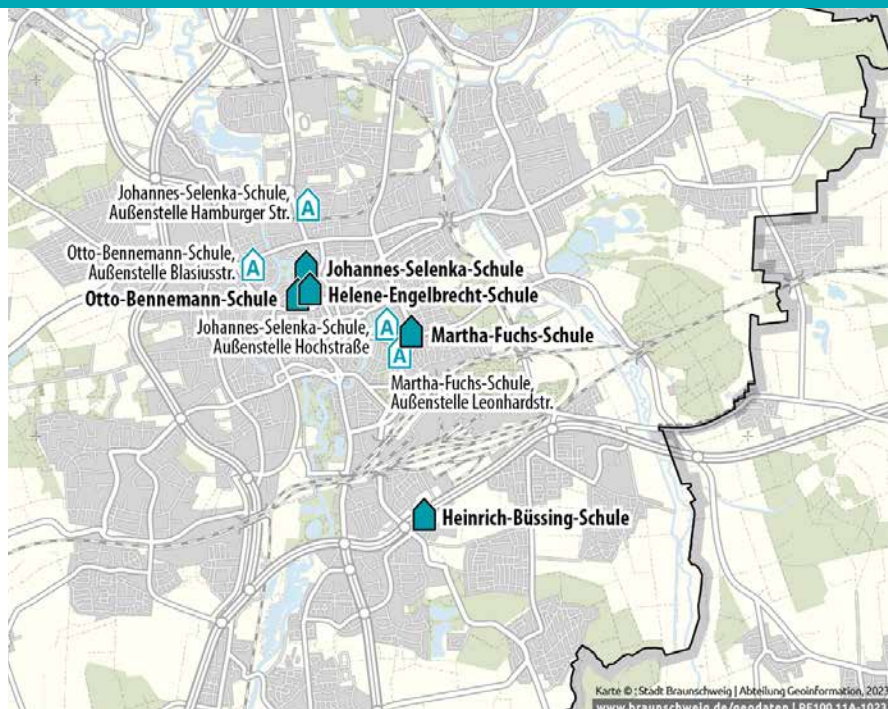 Johannes-Selenka-Schule,
Außenstelle Hamburger Str.
A
Otto-Bennemann-Schule,
Außenstelle Blasiusstr.
A
Johannes-Selenka-Schule
Otto-Bennemann-Schule
Helene-Engelbrecht-Schule
Johannes-Selenka-Schule,
Außenstelle Hochstraße
A
Martha-Fuchs-Schule
A
Martha-Fuchs-Schule,
Außenstelle Leonhardstr.
Heinrich-Büssing-Schule
Karte © : Stadt Braunschweig | Abteilung Geoinformation, 2023
www.braunschweig.de/geodaten | RE100_11A-1023